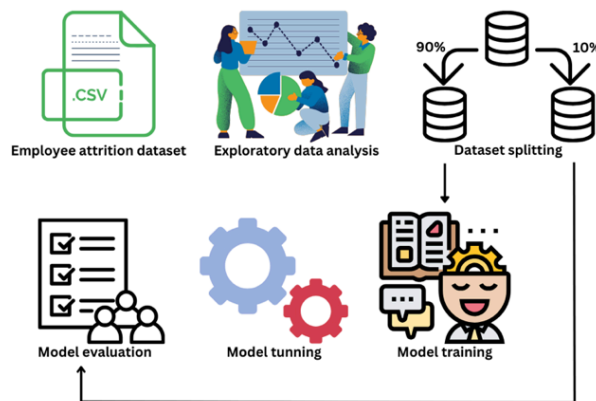 90%
10%
.CSV
Employee attrition dataset
Exploratory data analysis
Dataset splitting
Model evaluation
Model tunning
Model training